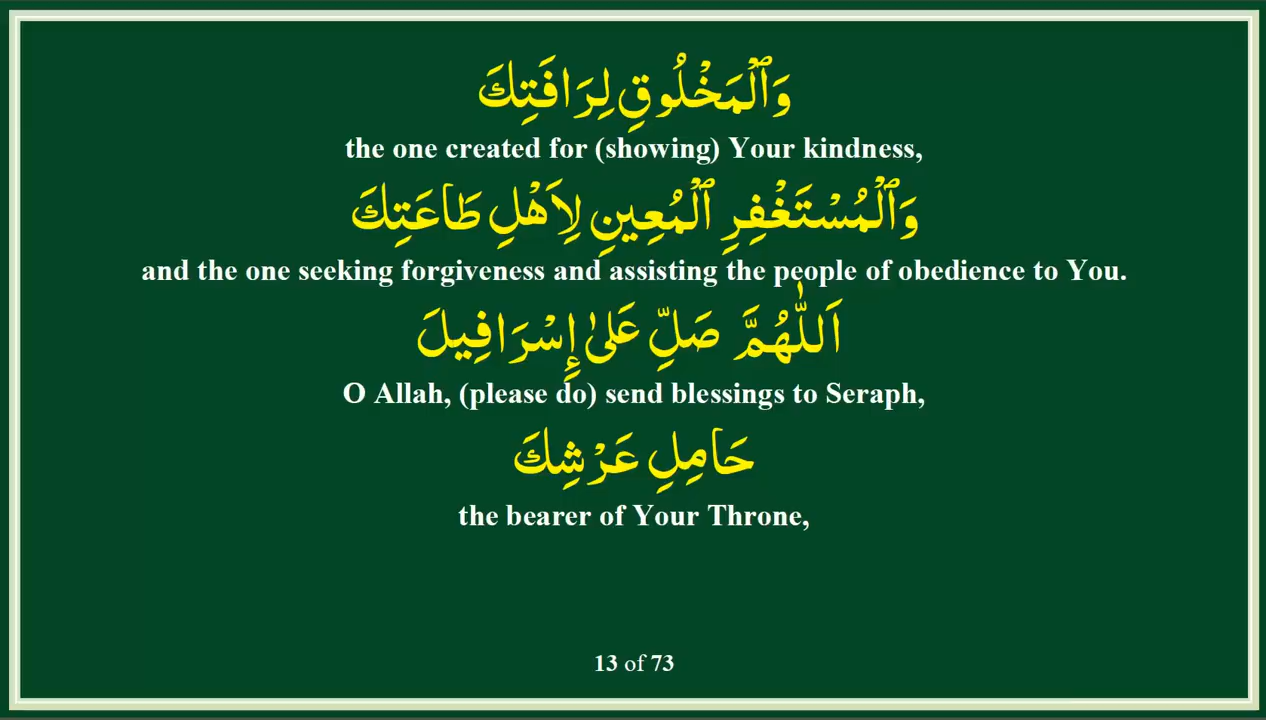 وَٱلْمَخْلُوقِ لِرَافَتِكَ
the one created for (showing) Your kindness,
وَٱلْمُسْتَغْفِرِ ٱلْمُعِينِ لِاَهْلِ طَاعَتِكَ
and the one seeking forgiveness and assisting the people of obedience to You.
اَللّٰهُمَّ صَلِّ عَلىٰ إِسْرَافِيلَ
O Allah, (please do) send blessings to Seraph,
حَامِلِ عَرْشِكَ
the bearer of Your Throne,
13 of 73